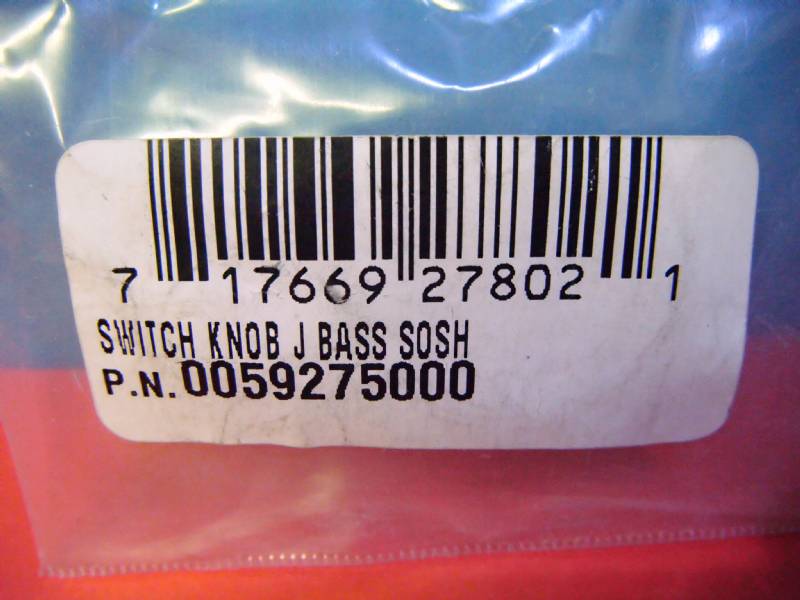 7 17669 27802 1
SWITCH KNOB J BASS SOSH
P.N. 0059275000